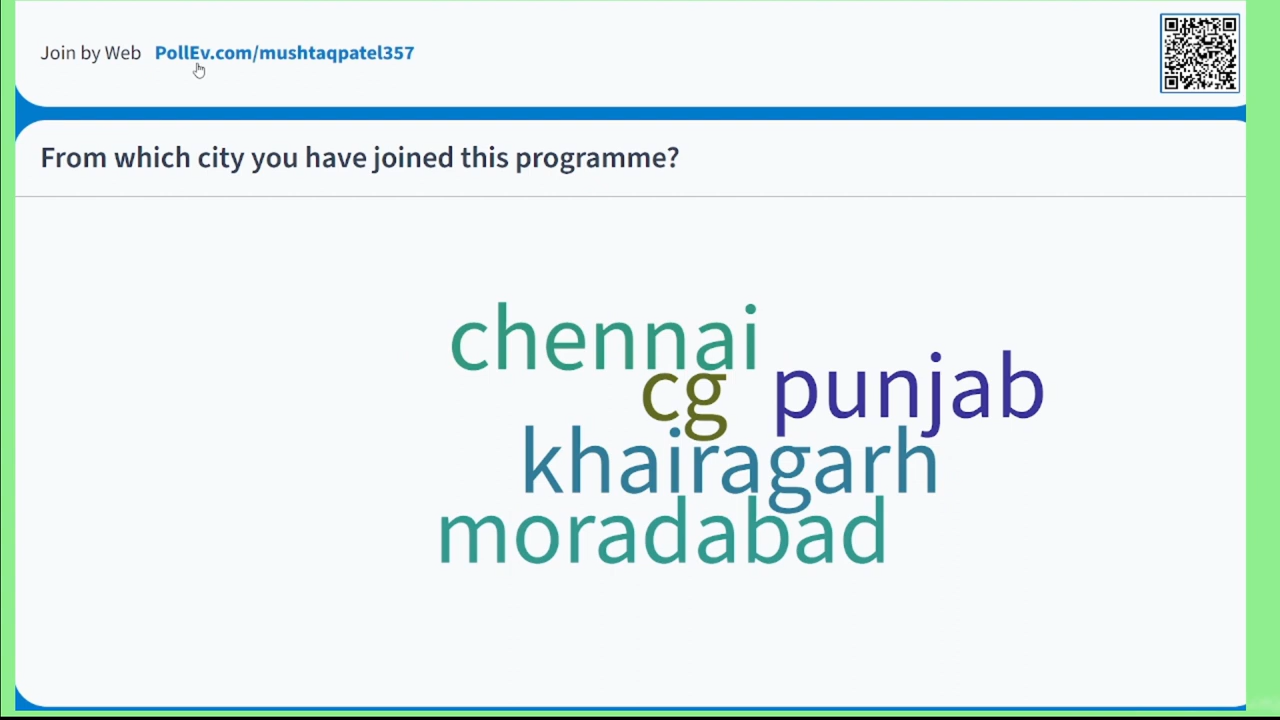 Join by Web PollEv.com/mushtaqpatel357
From which city you have joined this programme?
chennai
cg punjab
khairagarh
moradabad